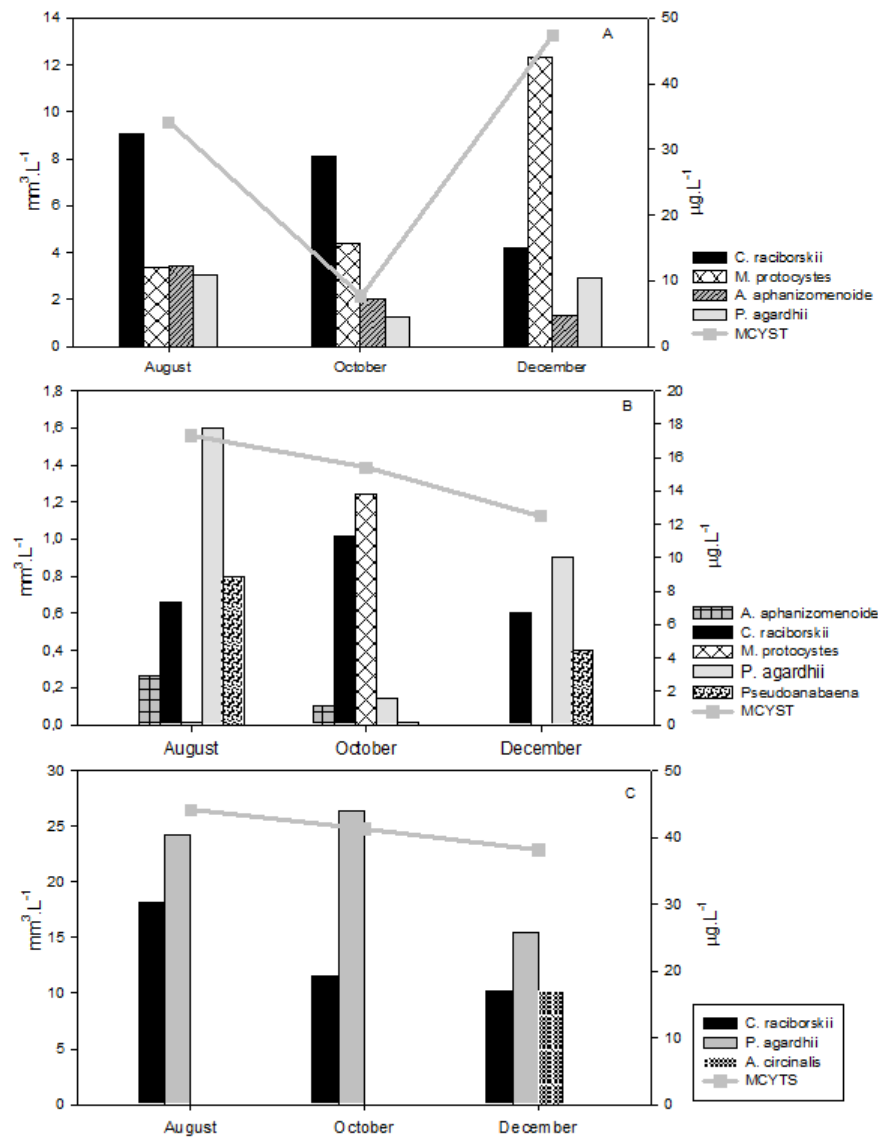 A
14
12
10
8
6
4
2
0
mm³.L⁻¹
50
40
30
20
10
0
µg.L⁻¹
August
October
December
C. raciborskii
M. protocystes
A. aphanizomenoide
P. agardhii
MCYST
B
1,8
1,6
1,4
1,2
1,0
0,8
0,6
0,4
0,2
0,0
mm³.L⁻¹
20
18
16
14
12
10
8
6
4
2
0
µg.L⁻¹
August
October
December
A. aphanizomenoide
C. raciborskii
M. protocystes
P. agardhii
Pseudoanabaena
MCYST
C
30
25
20
15
10
5
0
mm³.L⁻¹
50
40
30
20
10
0
µg.L⁻¹
August
October
December
C. raciborskii
P. agardhii
A. circinalis
MCYTS